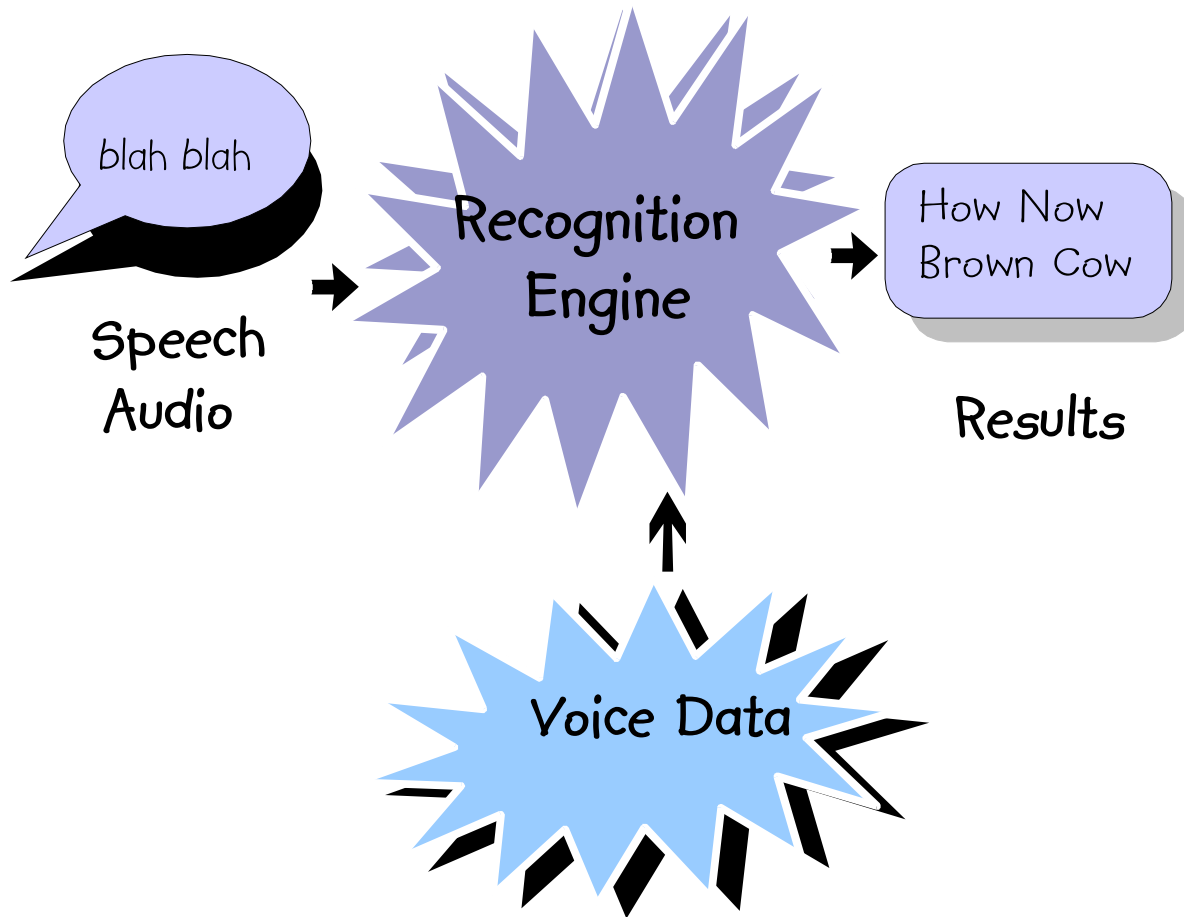 blah blah
Speech
Audio
Recognition
Engine
How Now
Brown Cow
Results
Voice Data